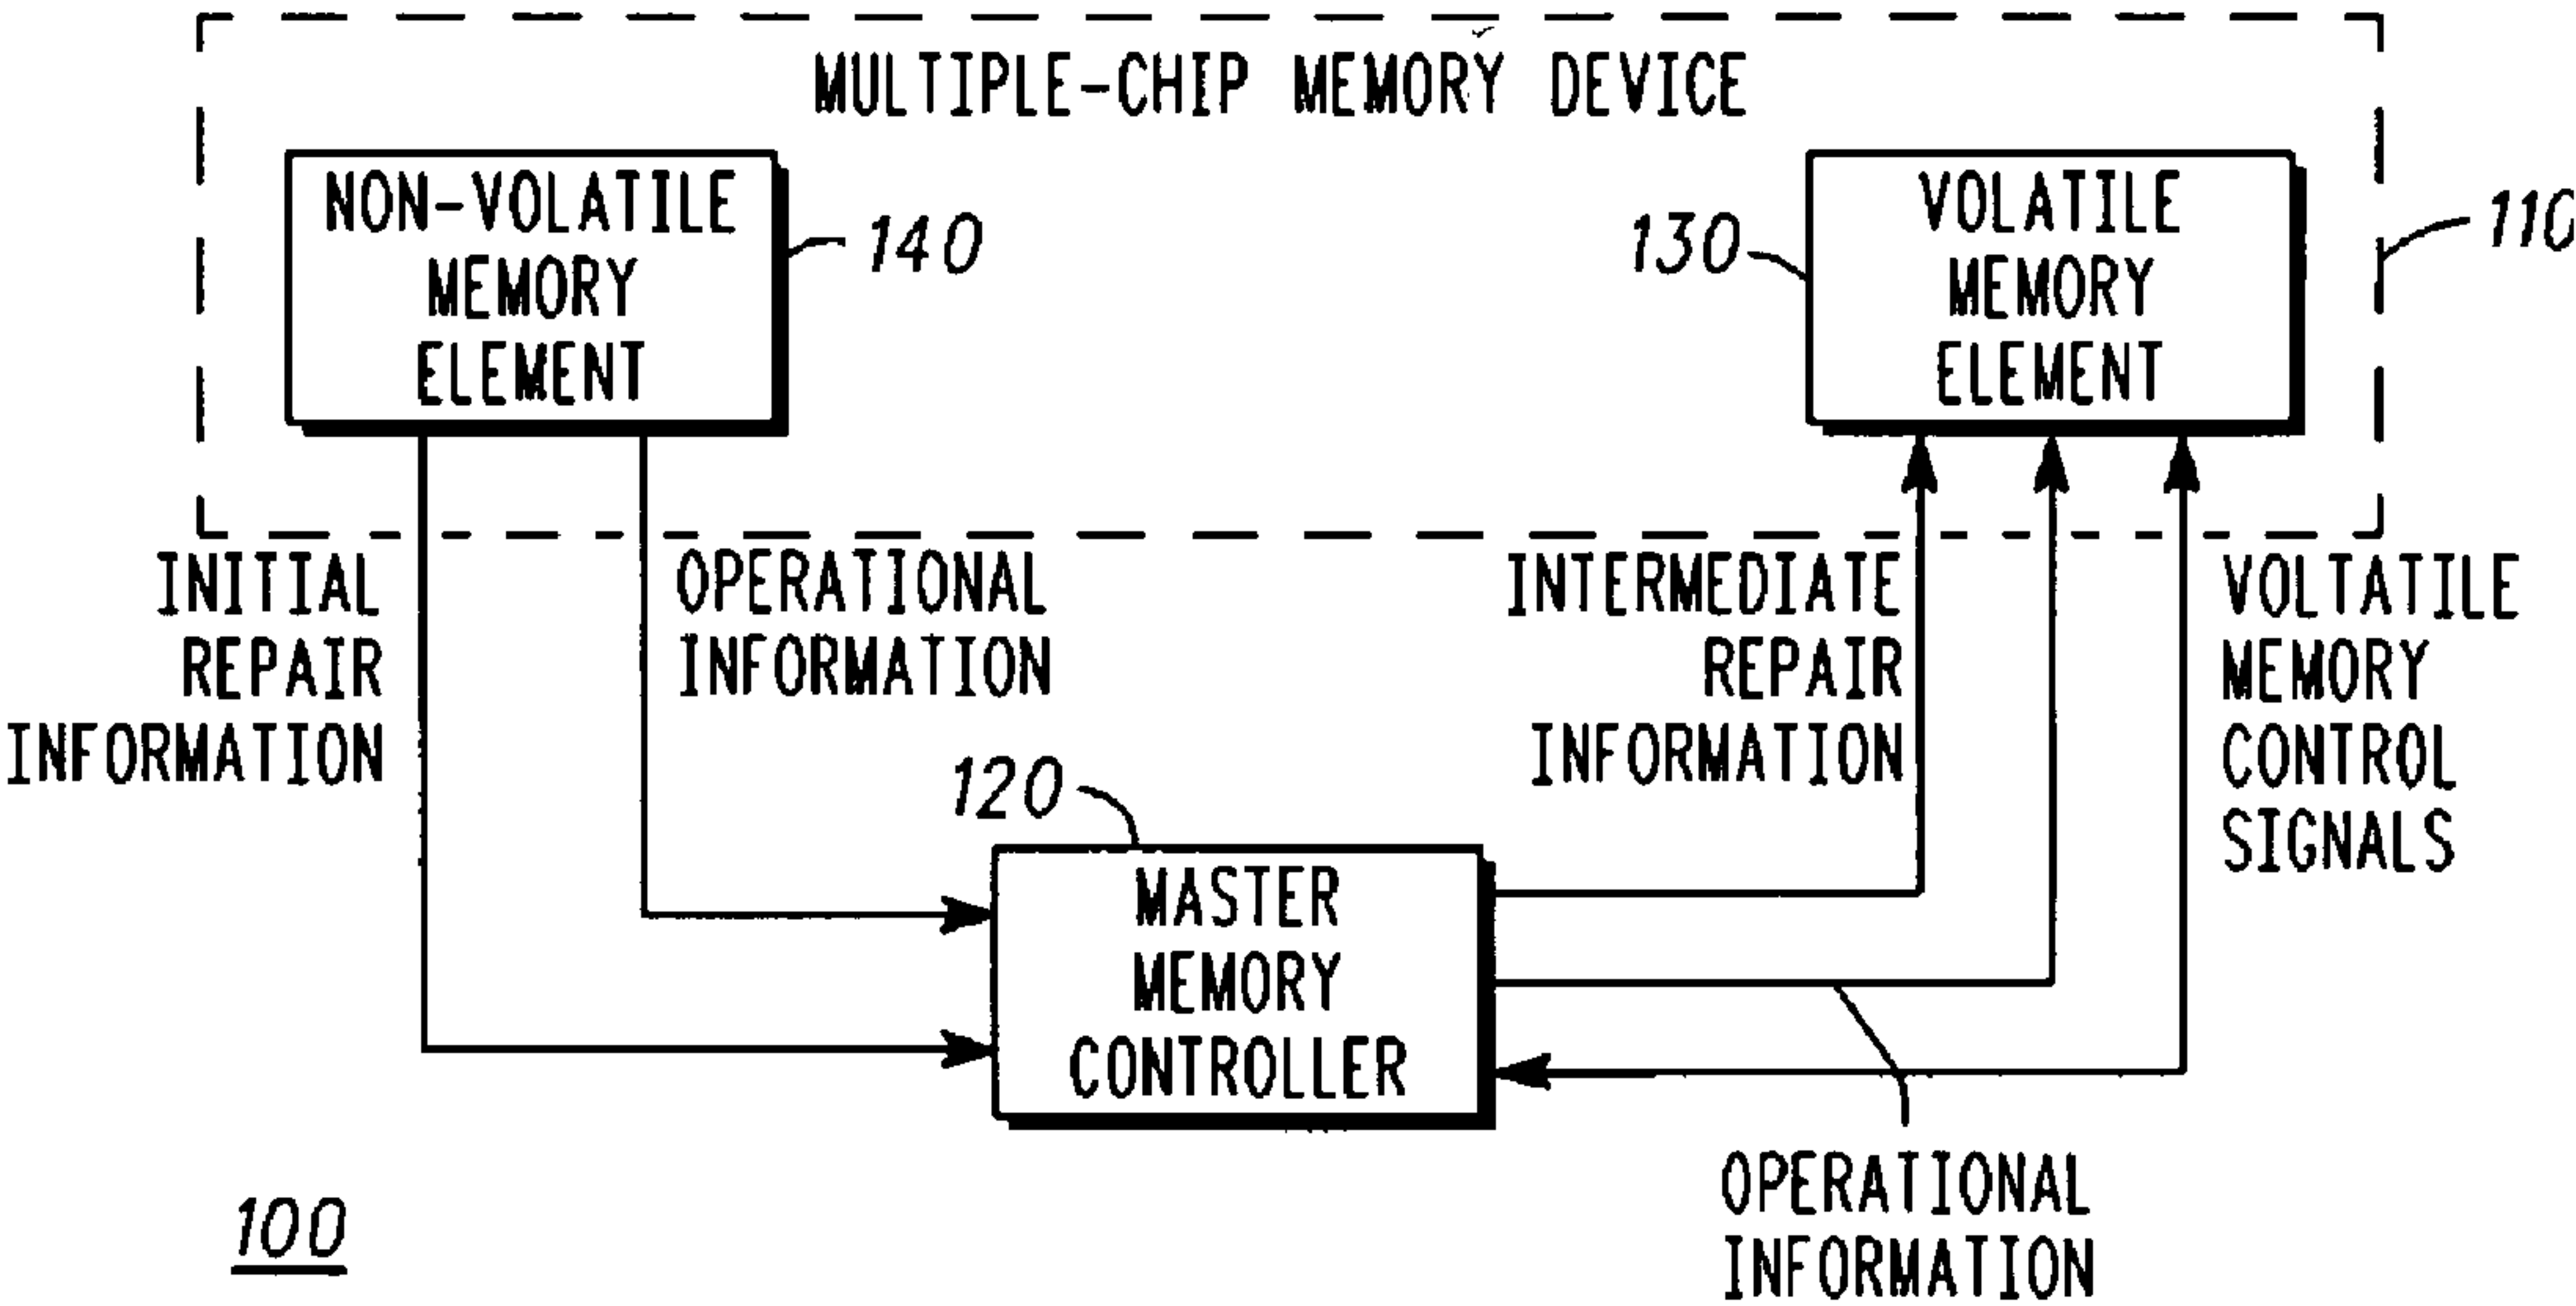 MULTIPLE-CHIP MEMORY DEVICE
NON-VOLATILE
MEMORY
ELEMENT
140
130
VOLATILE
MEMORY
ELEMENT
110
INITIAL
REPAIR
INFORMATION
OPERATIONAL
INFORMATION
INTERMEDIATE
REPAIR
INFORMATION
VOLTATILE
MEMORY
CONTROL
SIGNALS
120
MASTER
MEMORY
CONTROLLER
OPERATIONAL
INFORMATION
100